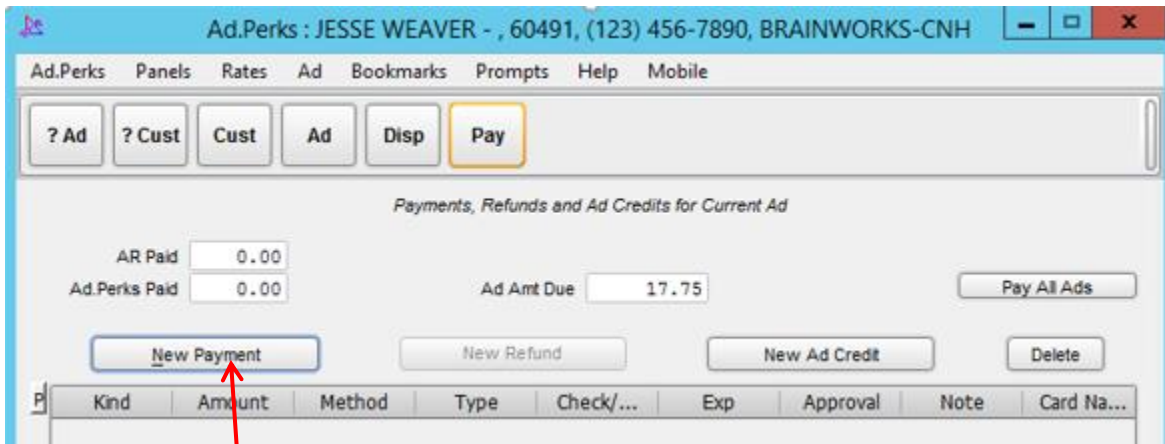 Ad.Perks : JESSE WEAVER - , 60491, (123) 456-7890, BRAINWORKS-CNH
Ad.Perks Panels Rates Ad Bookmarks Prompts Help Mobile
? Ad ? Cust Cust Ad Disp Pay
Payments, Refunds and Ad Credits for Current Ad
AR Paid 0.00
Ad.Perks Paid 0.00 Ad Amt Due 17.75 Pay All Ads
New Payment New Refund New Ad Credit Delete
P Kind Amount Method Type Check/... Exp Approval Note Card Na...